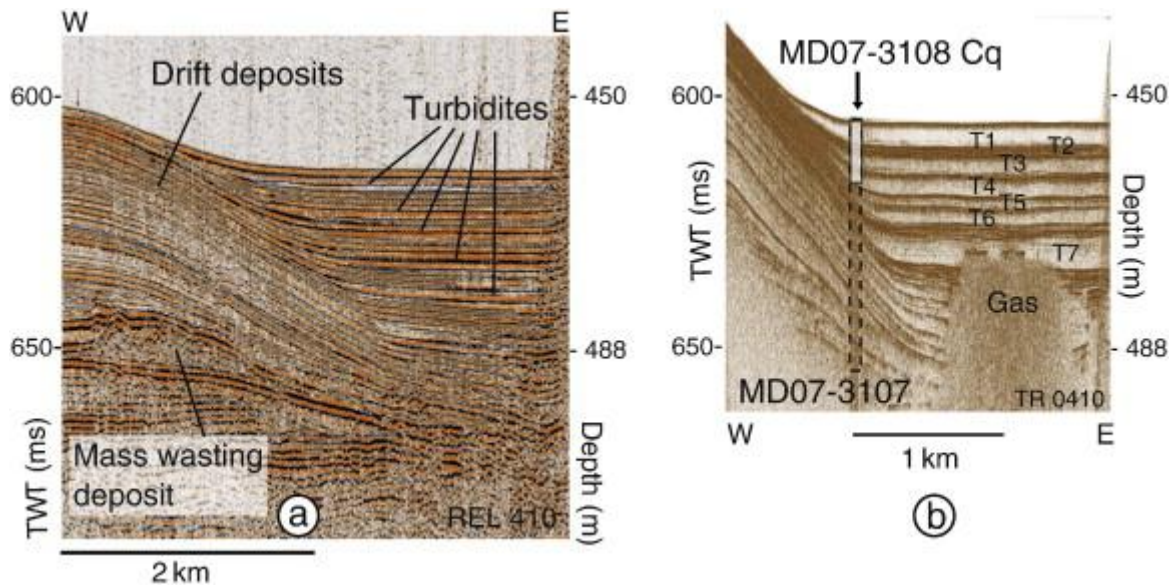 W
E
Drift deposits
Turbidites
600
450
650
488
TWT (ms)
Depth (m)
Mass wasting
deposit
a
REL 410
2 km
MD07-3108 Cq
600
450
T1
T2
T3
T4
T5
T6
T7
Gas
TWT (ms)
Depth (m)
650
488
MD07-3107
TR 0410
W
E
1 km
b